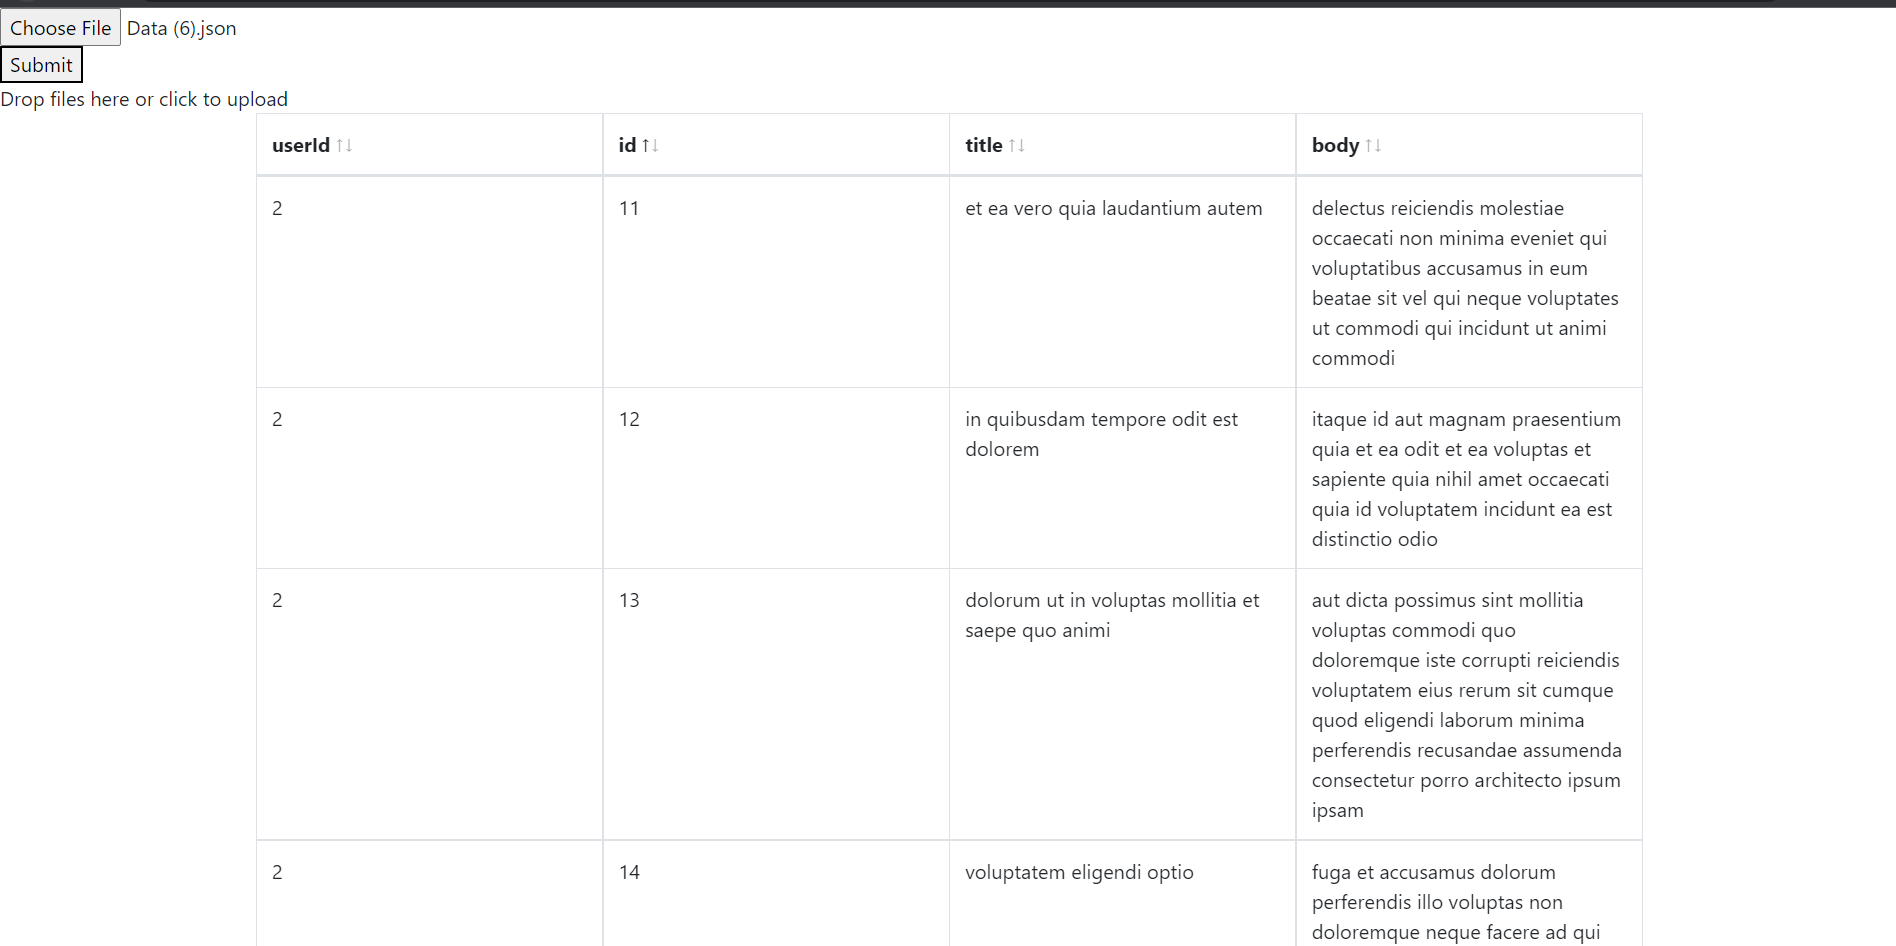 Choose File Data (6).json
Submit
Drop files here or click to upload
userId ↑↓ id ↑↓ title ↑↓ body ↑↓
2 11 et ea vero quia laudantium autem delectus reiciendis molestiae
occaecati non minima eveniet qui
voluptatibus accusamus in eum
beatae sit vel qui neque voluptates
ut commodi qui incidunt ut animi
commodi
2 12 in quibusdam tempore odit est itaque id aut magnam praesentium
dolorem quia et ea odit et ea voluptas et
sapiente quia nihil amet occaecati
quia id voluptatem incidunt ea est
distinctio odio
2 13 dolorum ut in voluptas mollitia et aut dicta possimus sint mollitia
saepe quo animi voluptas commodi quo
doloremque iste corrupti reiciendis
voluptatem eius rerum sit cumque
quod eligendi laborum minima
perferendis recusandae assumenda
consectetur porro architecto ipsum
ipsam
2 14 voluptatem eligendi optio fuga et accusamus dolorum
perferendis illo voluptas non
doloremque neque facere ad qui